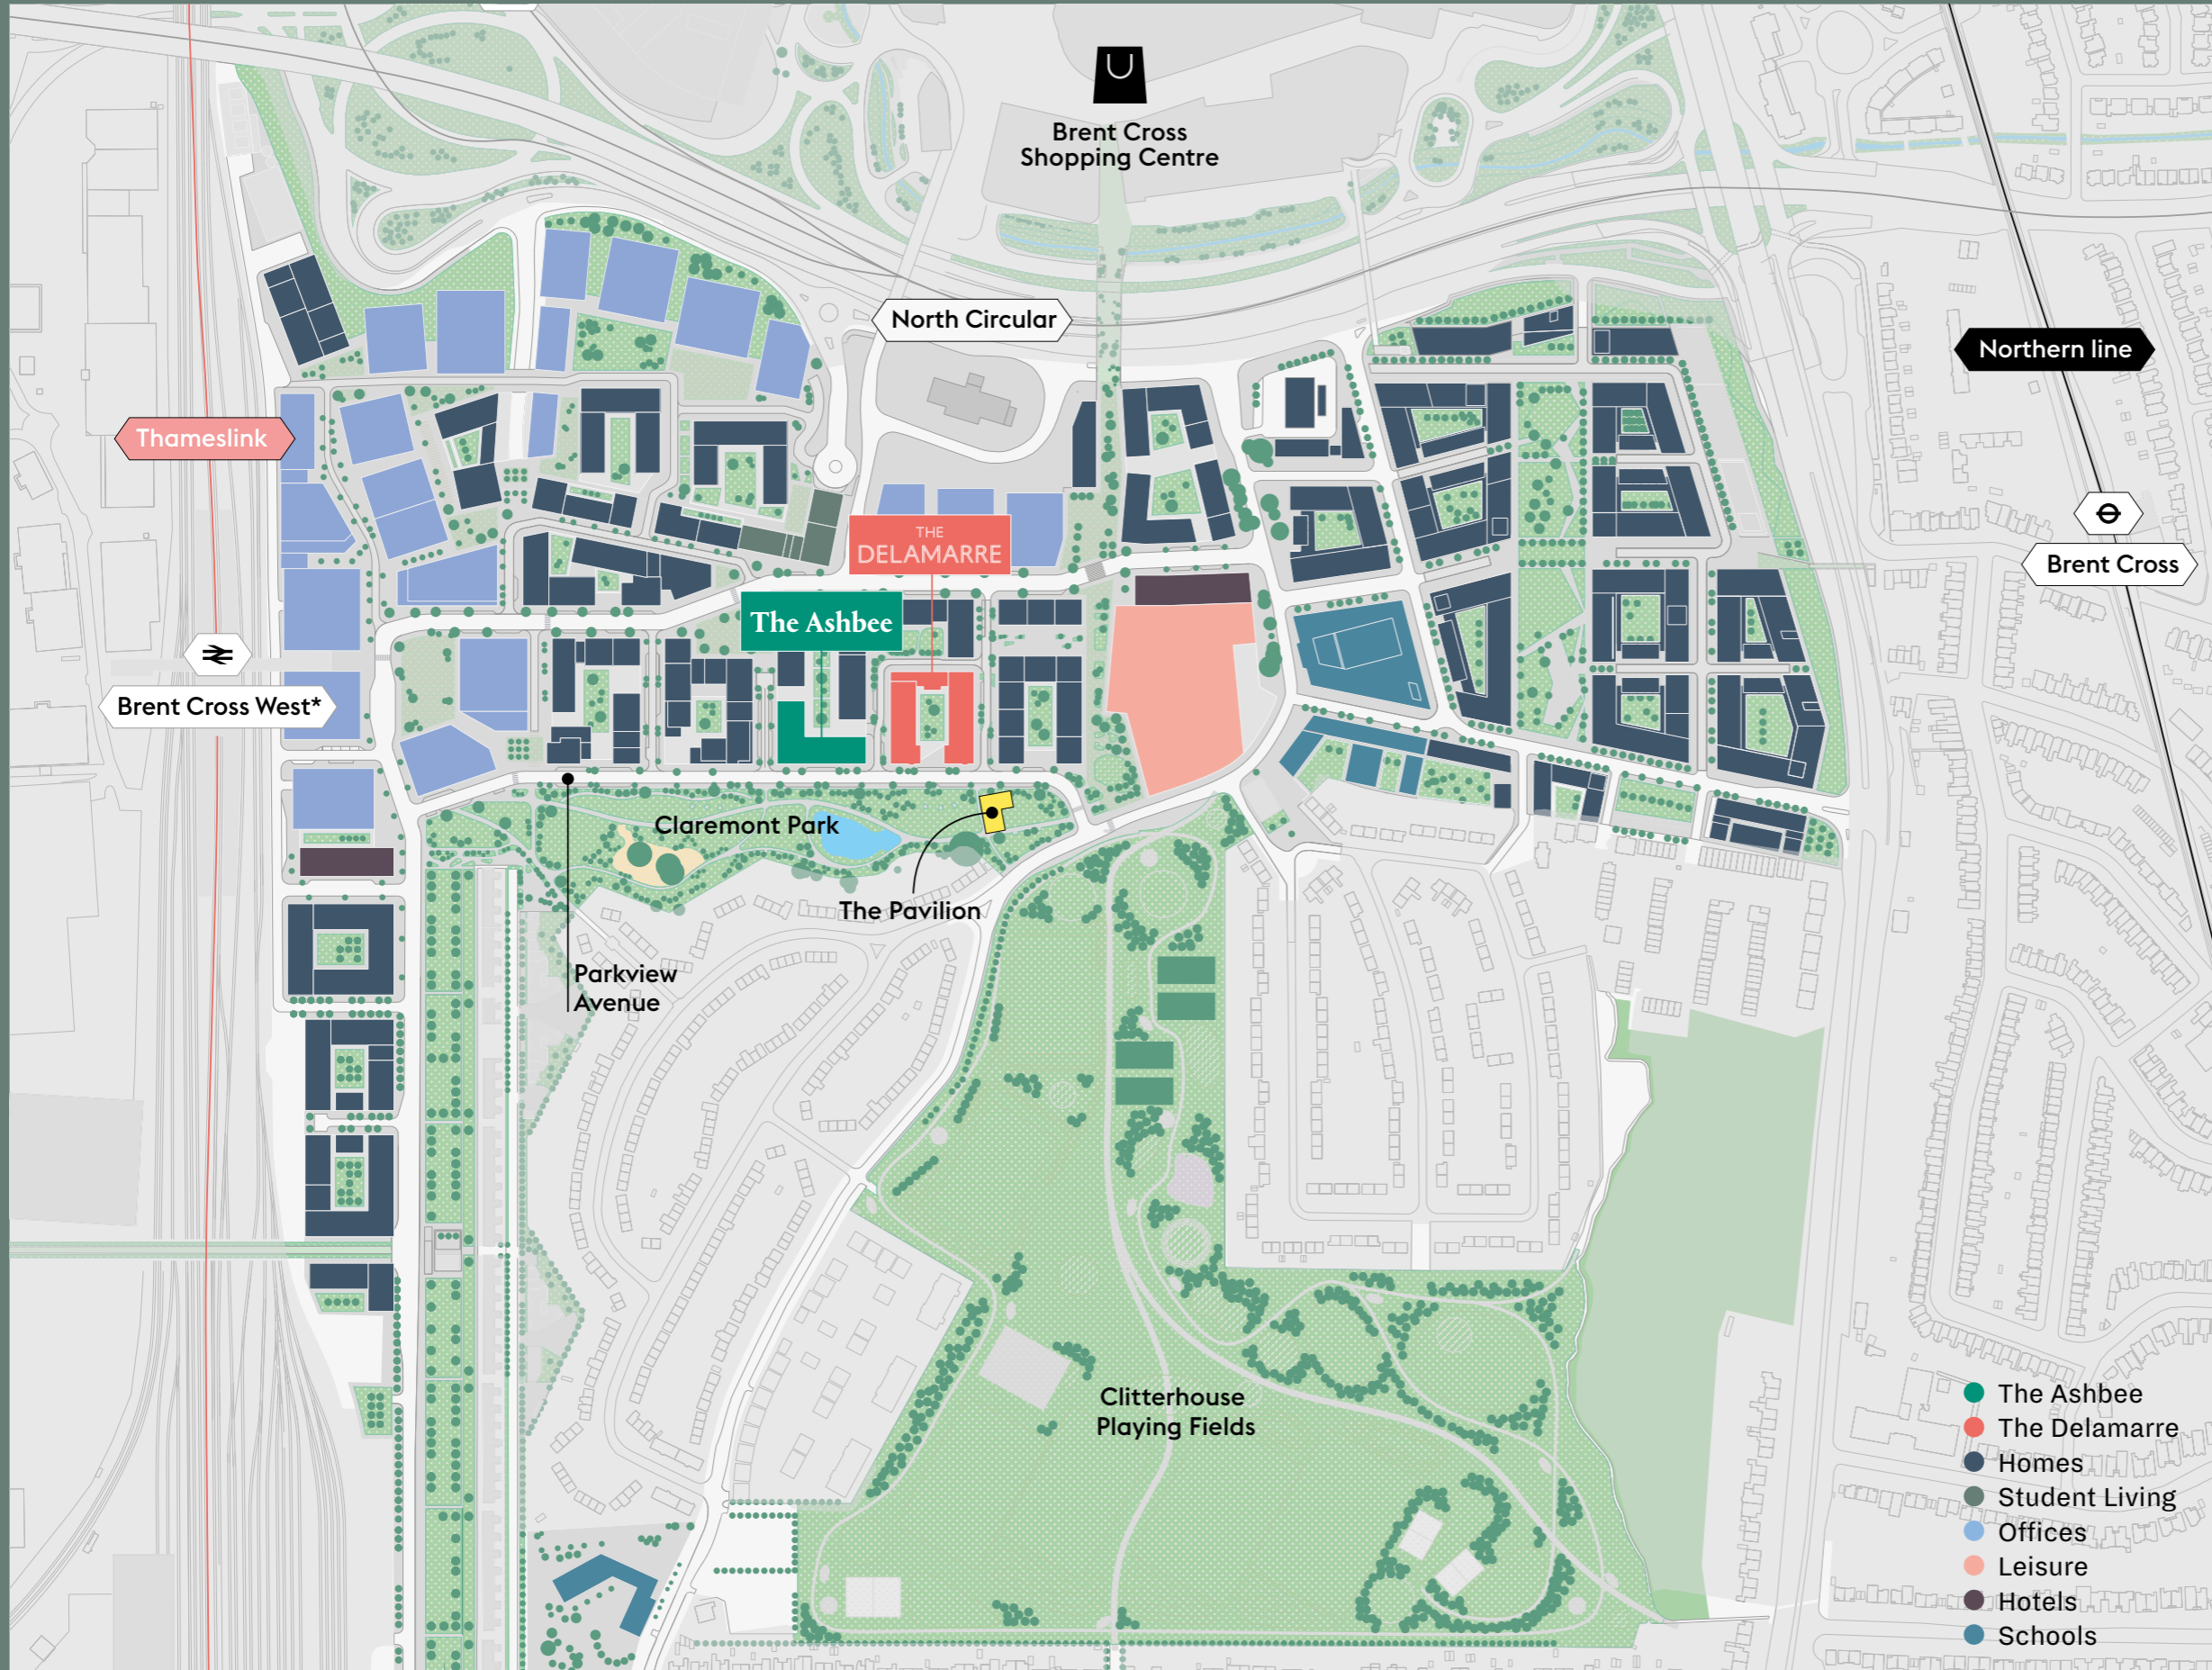 Brent Cross
Shopping Centre
North Circular
Northern line
Thameslink
Brent Cross
THE
DELAMARRE
The Ashbee
Brent Cross West*
Claremont Park
The Pavilion
Parkview
Avenue
Clitterhouse
Playing Fields
The Ashbee
The Delamarre
Homes
Student Living
Offices
Leisure
Hotels
Schools